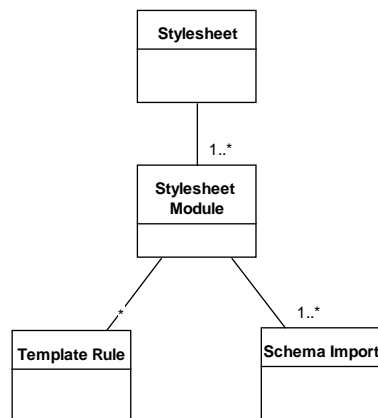 Stylesheet
1..*
Stylesheet
Module
*
1..*
Template Rule
Schema Import